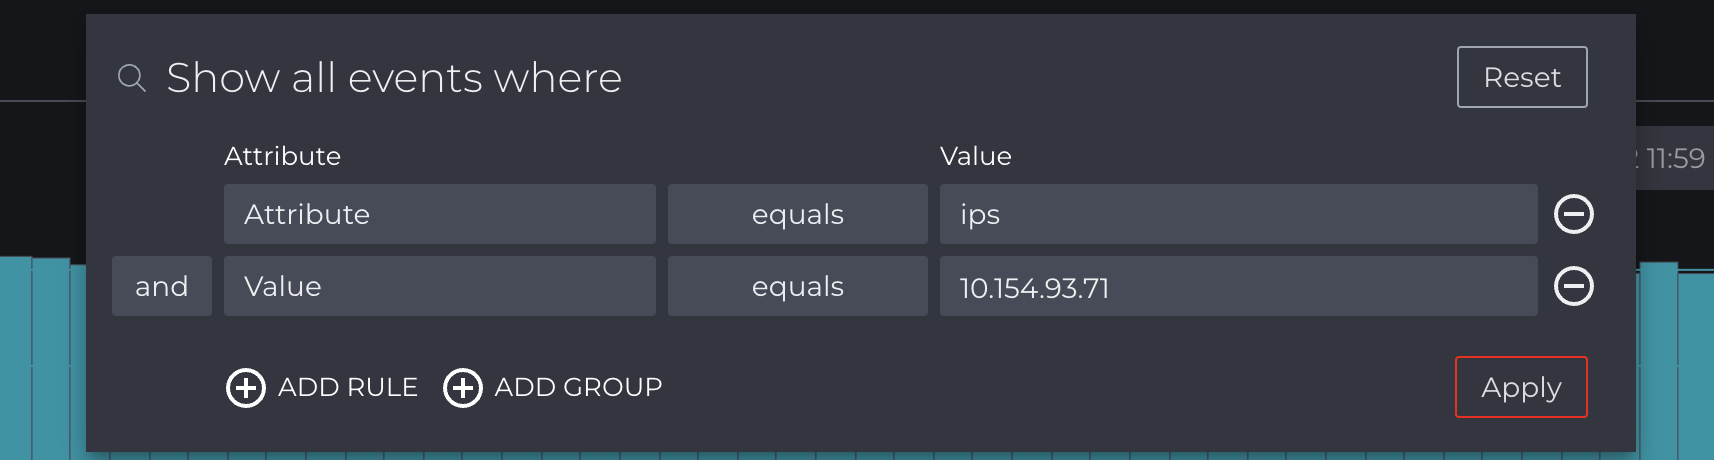 Show all events where
Reset
Attribute Value
11:59
Attribute equals ips
and Value equals 10.154.93.71
ADD RULE ADD GROUP
Apply